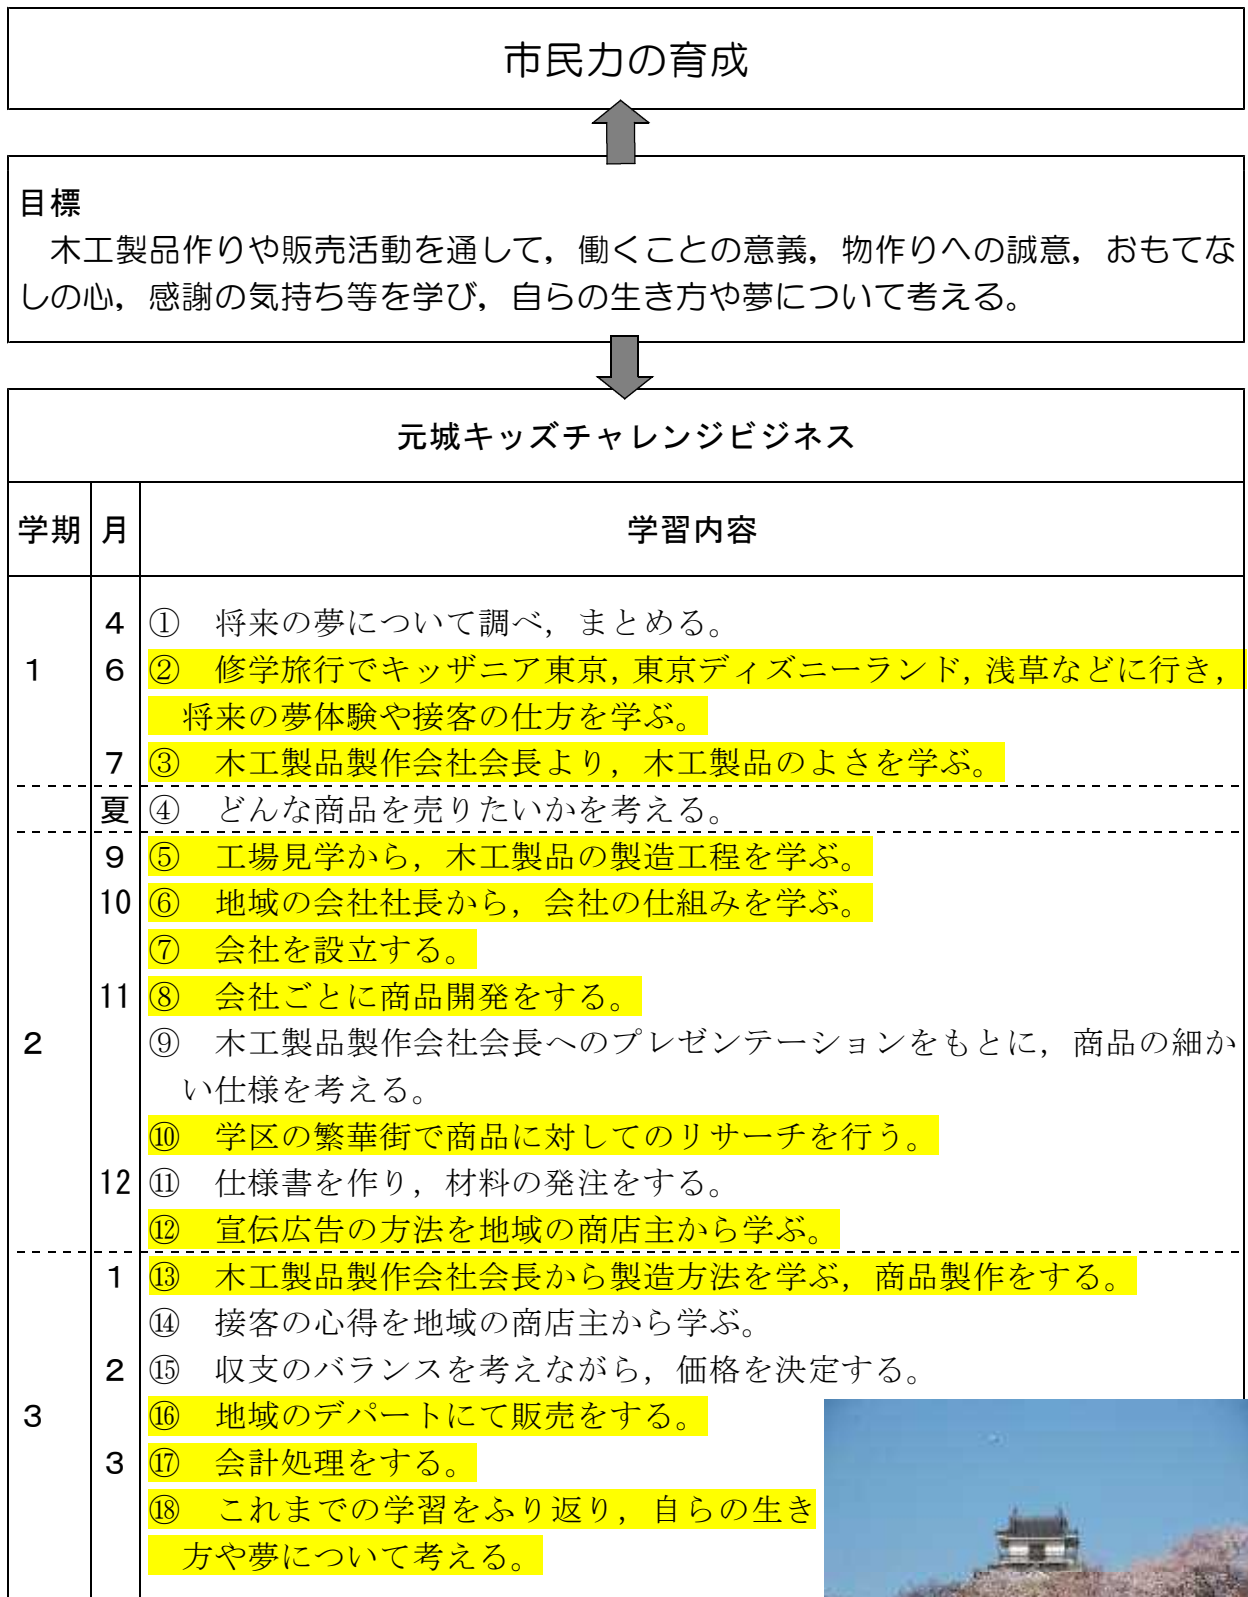 市民力の育成
目標
木工製品作りや販売活動を通して，働くことの意義，物作りへの誠意，おもてな
しの心，感謝の気持ち等を学び，自らの生き方や夢について考える。
元城キッズチャレンジビジネス
学期 月 学習内容
4 ① 将来の夢について調べ，まとめる。
1 6 ② 修学旅行でキッザニア東京，東京ディズニーランド，浅草などに行き，
将来の夢体験や接客の仕方を学ぶ。
7 ③ 木工製品製作会社会長より，木工製品のよさを学ぶ。
夏 ④ どんな商品を売りたいかを考える。
9 ⑤ 工場見学から，木工製品の製造工程を学ぶ。
10 ⑥ 地域の会社社長から，会社の仕組みを学ぶ。
⑦ 会社を設立する。
11 ⑧ 会社ごとに商品開発をする。
2 ⑨ 木工製品製作会社会長へのプレゼンテーションをもとに，商品の細か
い仕様を考える。
⑩ 学区の繁華街で商品に対してのリサーチを行う。
12 ⑪ 仕様書を作り，材料の発注をする。
⑫ 宣伝広告の方法を地域の商店主から学ぶ。
1 ⑬ 木工製品製作会社会長から製造方法を学ぶ，商品製作をする。
⑭ 接客の心得を地域の商店主から学ぶ。
2 ⑮ 収支のバランスを考えながら，価格を決定する。
3 ⑯ 地域のデパートにて販売をする。
3 ⑰ 会計処理をする。
⑱ これまでの学習をふり返り，自らの生き
方や夢について考える。